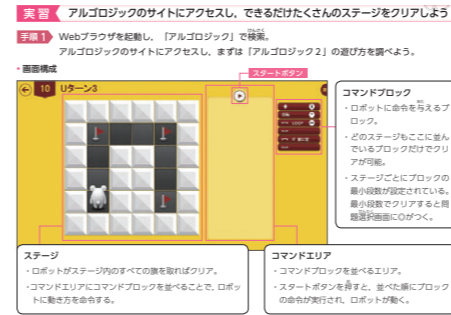 実習 アルゴロジックのサイトにアクセスし，できるだけたくさんのステージをクリアしよう
手順1 Webブラウザを起動し，「アルゴロジック」で検索。
アルゴロジックのサイトにアクセスし，まずは「アルゴロジック2」の遊び方を調べよう。
・画面構成
スタートボタン
10 Uターン3
コマンドブロック
・ロボットに命令を与えるブ
ロック。
・どのステージもここに並ん
でいるブロックだけでクリ
アが可能。
・ステージごとにブロックの
最小段数が設定されている。
最小段数でクリアすると問
題選択画面に◎がつく。
ステージ
・ロボットがステージ内のすべての旗を取ればクリア。
・コマンドエリアにコマンドブロックを並べることで，ロボッ
トに動き方を命令する。
コマンドエリア
・コマンドブロックを並べるエリア。
・スタートボタンを押すと，並べた順にブロック
の命令が実行され，ロボットが動く。